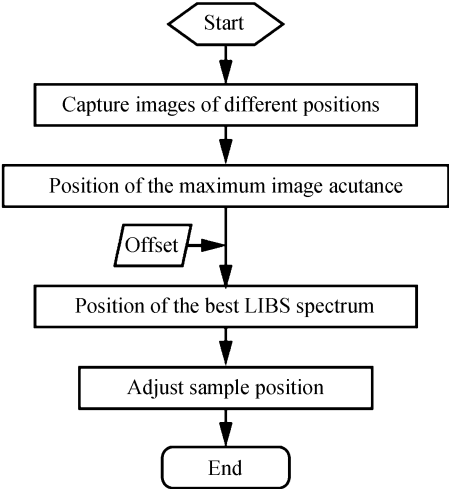 Start
Capture images of different positions
Position of the maximum image acutance
Offset
Position of the best LIBS spectrum
Adjust sample position
End